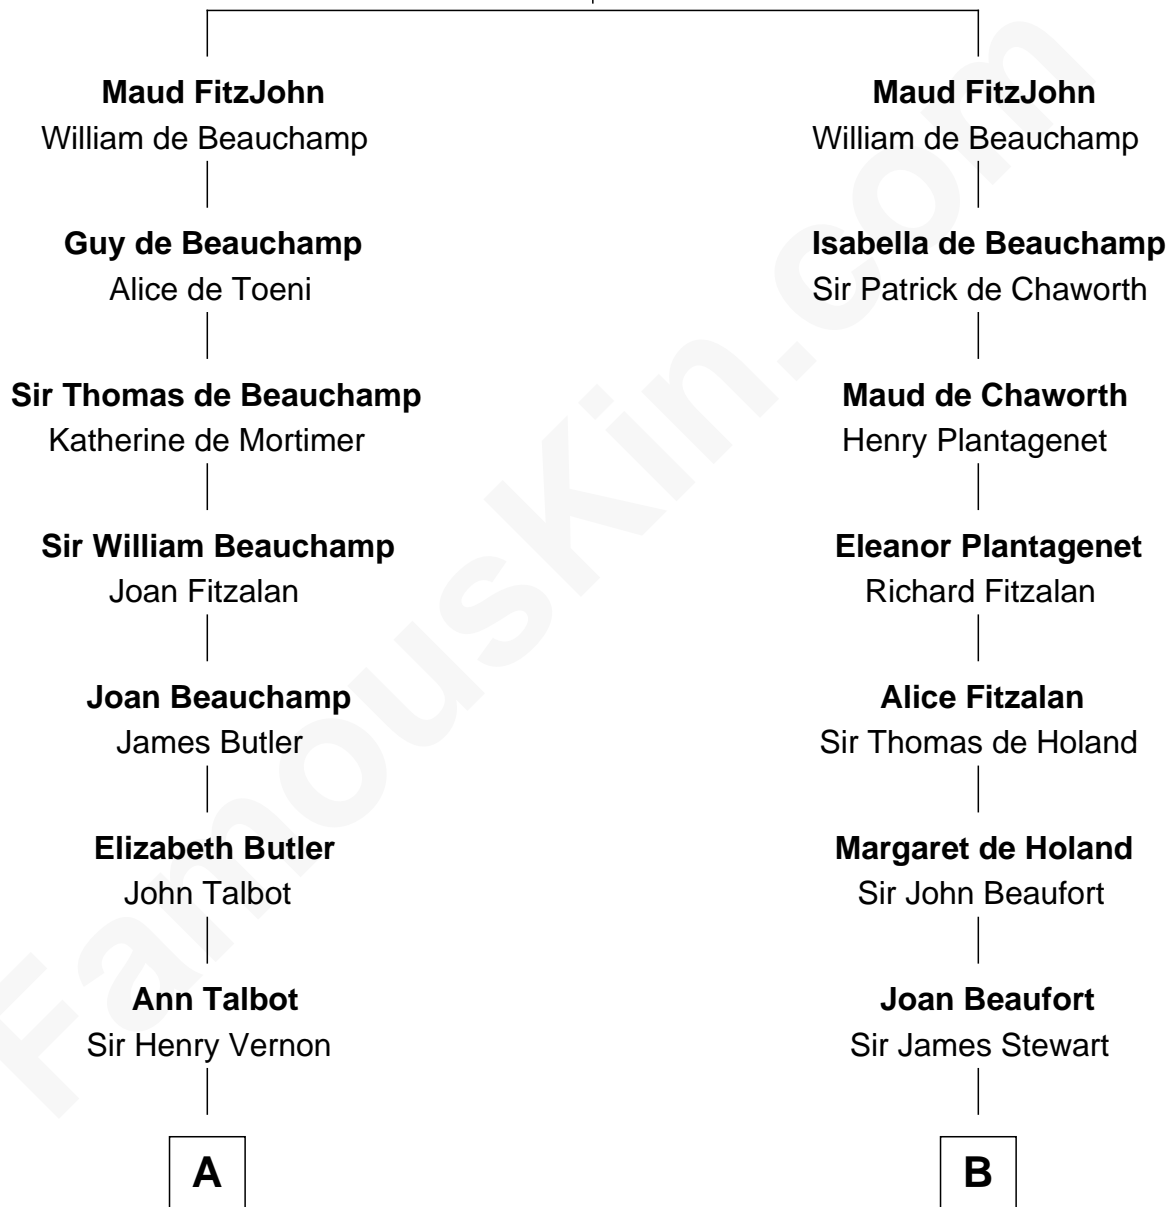 Maud FitzJohn
William de Beauchamp
Guy de Beauchamp
Alice de Toeni
Sir Thomas de Beauchamp
Katherine de Mortimer
Sir William Beauchamp
Joan Fitzalan
Joan Beauchamp
James Butler
Elizabeth Butler
John Talbot
Ann Talbot
Sir Henry Vernon
A
Maud FitzJohn
William de Beauchamp
Isabella de Beauchamp
Sir Patrick de Chaworth
Maud de Chaworth
Henry Plantagenet
Eleanor Plantagenet
Richard Fitzalan
Alice Fitzalan
Sir Thomas de Holand
Margaret de Holand
Sir John Beaufort
Joan Beaufort
Sir James Stewart
B
FamousKin.com